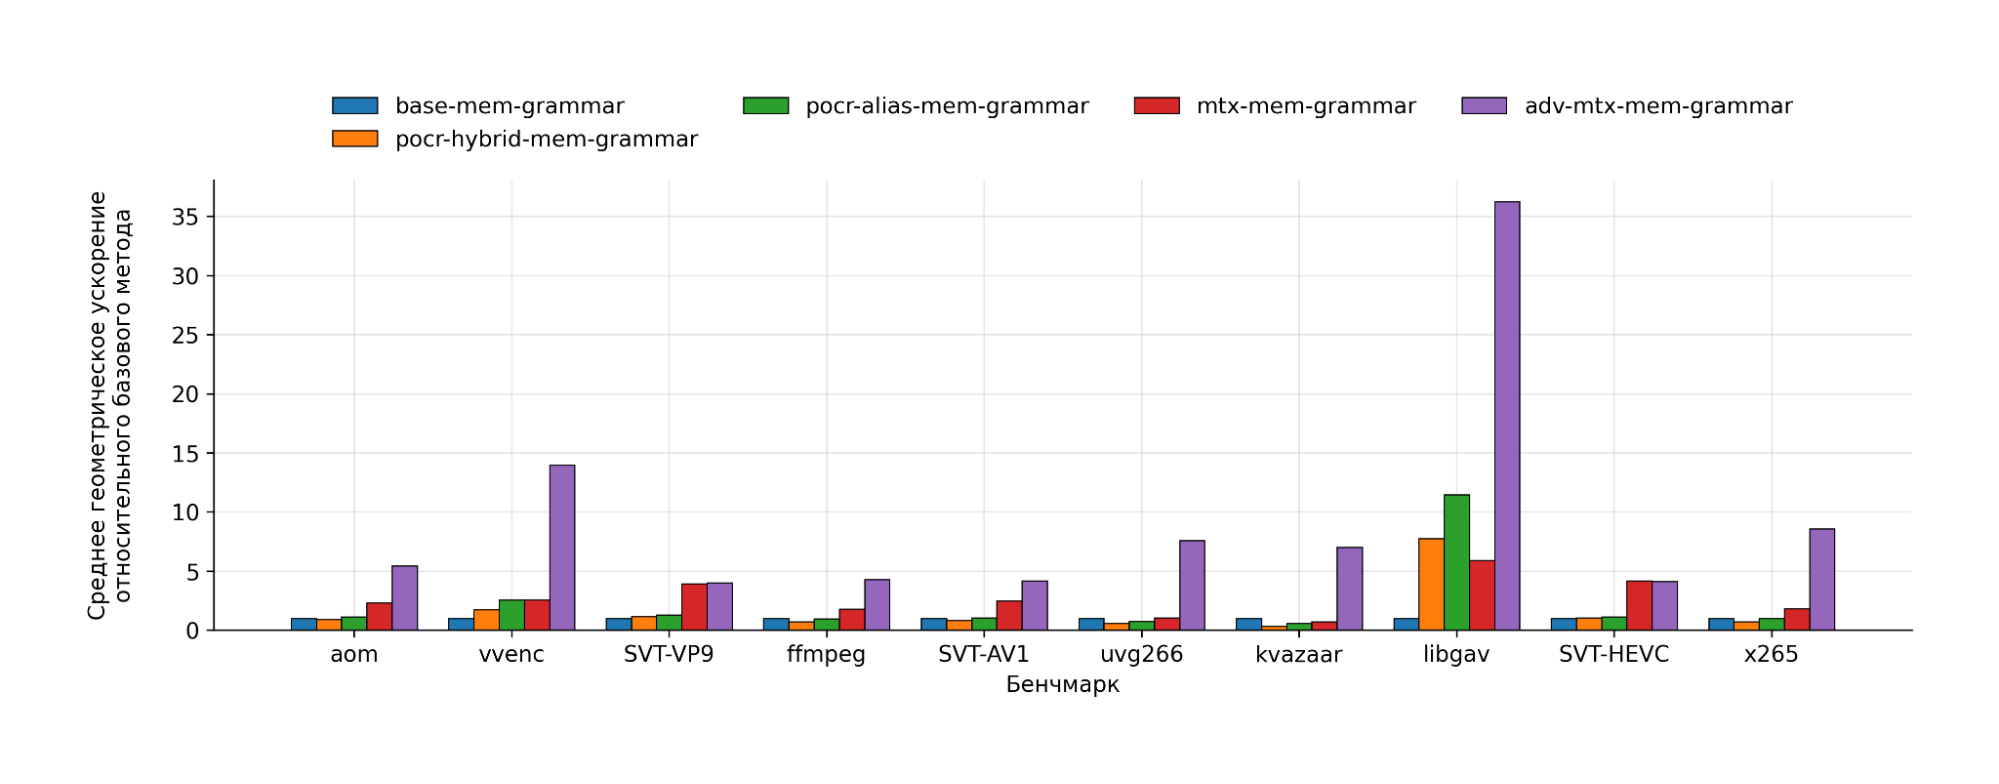 base-mem-grammar
pocr-hybrid-mem-grammar
pocr-alias-mem-grammar
mtx-mem-grammar
adv-mtx-mem-grammar
Среднее геометрическое ускорение
относительного базового метода
35
30
25
20
15
10
5
0
aom
vvenc
SVT-VP9
ffmpeg
SVT-AV1
uvg266
kvazaar
libgav
SVT-HEVC
x265
Бенчмарк